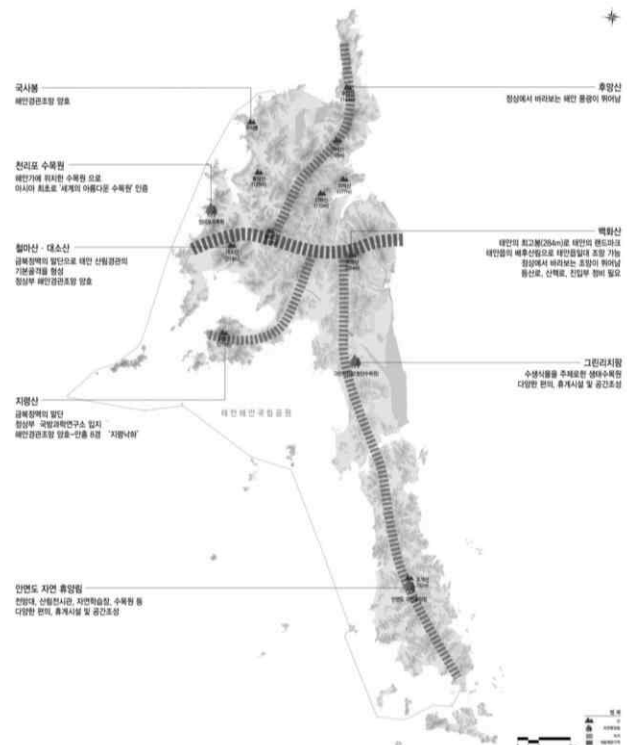 국사봉
해안경관조망 양호
후망산
정상에서 바라보는 해안 풍광이 뛰어남
천리포 수목원
해안가에 위치한 수목원 으로
아시아 최초로 '세계의 아름다운 수목원' 인증
철마산 · 대소산
금북정맥의 말단으로 태안 산림경관의
기본골격을 형성
정상부 해안경관조망 양호
백화산
태안의 최고봉(284m)로 태안의 랜드마크
태안읍의 배후산림으로 태안읍일대 조망 가능
정상에서 바라보는 조망이 뛰어남
등산로, 산책로, 진입부 정비 필요
그린리치팜
수생식물을 주제로한 생태수목원
다양한 편의, 휴게시설 및 공간조성
지령산
금북정맥의 말단
정상부 국방과학연구소 입지
해안경관조망 양호-안흥 8경 '지령낙하'
태안해안국립공원
안면도 자연 휴양림
전망대, 산림전시관, 자연학습장, 수목원 등
다양한 편의, 휴게시설 및 공간조성
범례
산